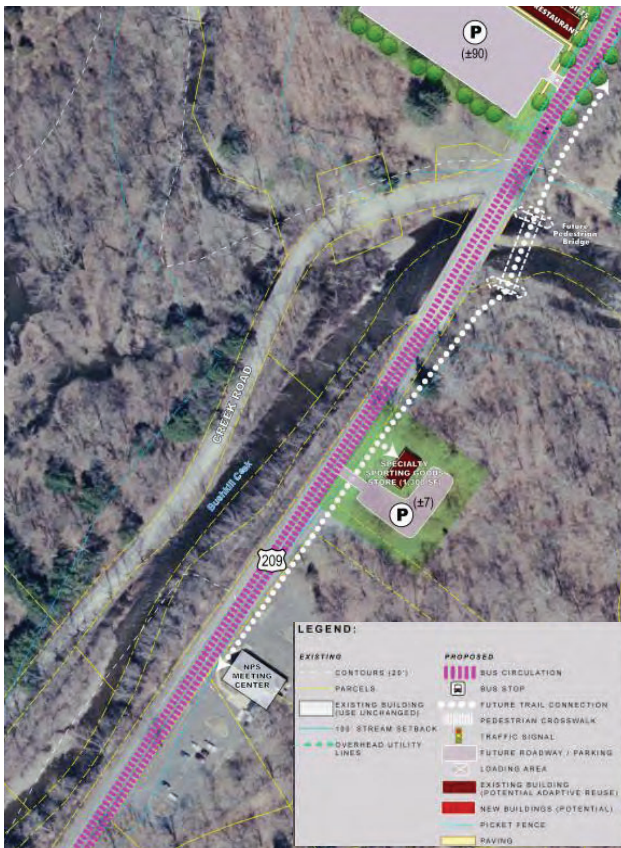 RESTAURANT
P
(±90)
Future
Pedestrian
Bridge
CREEK ROAD
Bushkill Creek
SPECIALTY
SPORTING GOODS
STORE (1,300 SF)
P
(±7)
209
NPS
MEETING
CENTER
LEGEND:
EXISTING
CONTOURS (20')
PARCELS
EXISTING BUILDING
(USE UNCHANGED)
100' STREAM SETBACK
OVERHEAD UTILITY
LINES
PROPOSED
BUS CIRCULATION
BUS STOP
FUTURE TRAIL CONNECTION
PEDESTRIAN CROSSWALK
TRAFFIC SIGNAL
FUTURE ROADWAY / PARKING
LOADING AREA
EXISTING BUILDING
(POTENTIAL ADAPTIVE REUSE)
NEW BUILDINGS (POTENTIAL)
PICKET FENCE
PAVING